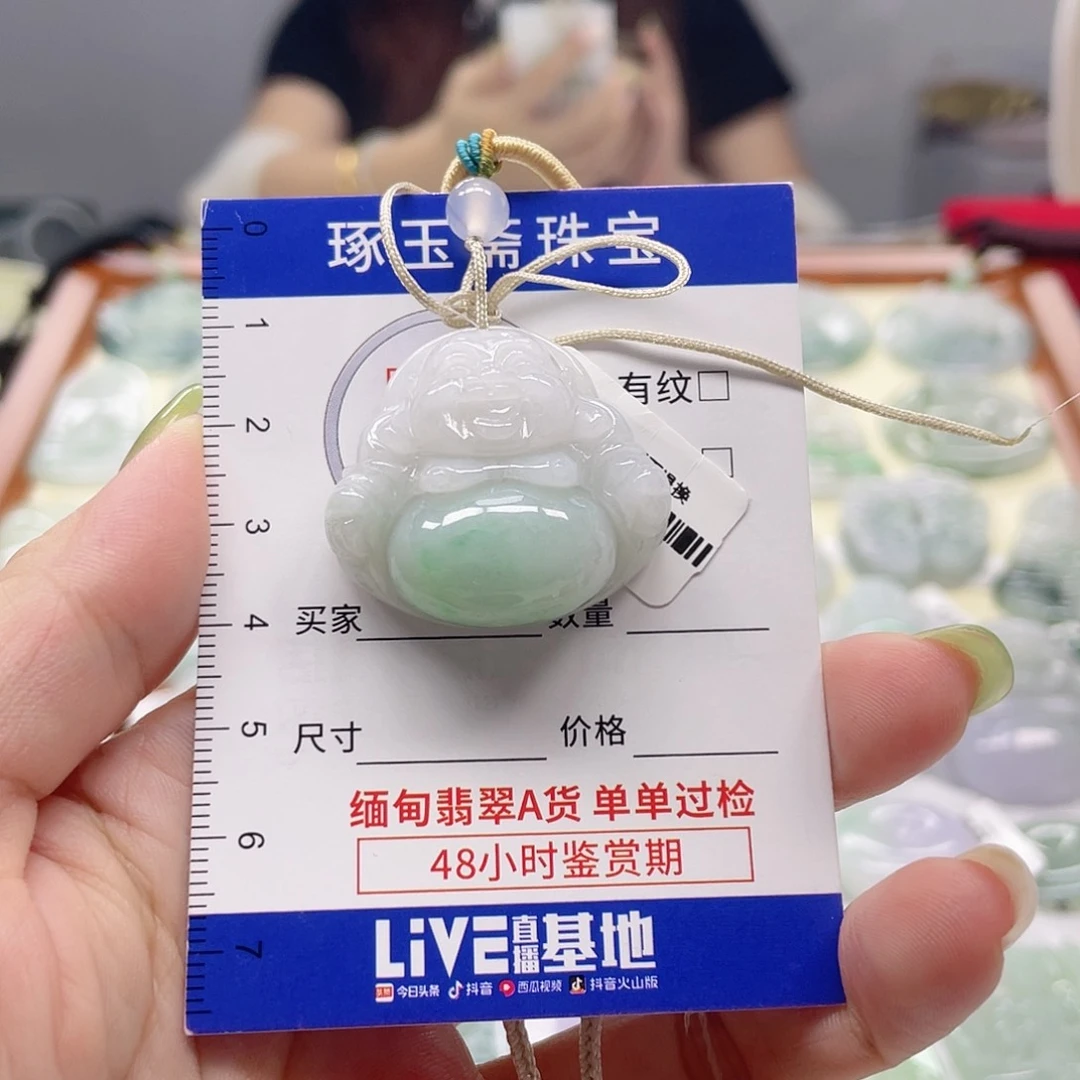 琢玉斋珠宝
0
1
有纹□
2
换
3
买家 数量
4
尺寸 价格
5
缅甸翡翠A货 单单过检
48小时鉴赏期
6
LiVE直播基地
7
头条 今日头条 抖音 西瓜视频 抖音火山版